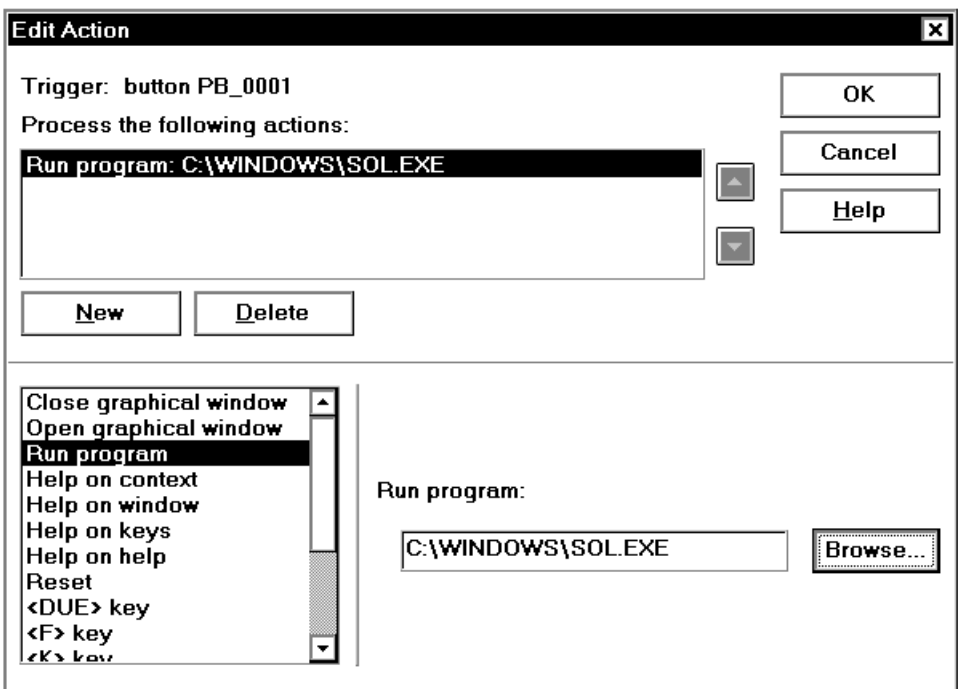 Edit Action
Trigger: button PB_0001
Process the following actions:
Run program: C:\WINDOWS\SOL.EXE
OK
Cancel
Help
New
Delete
Close graphical window
Open graphical window
Run program
Help on context
Help on window
Help on keys
Help on help
Reset
<DUE> key
<F> key
<K> key
Run program:
C:\WINDOWS\SOL.EXE
Browse...